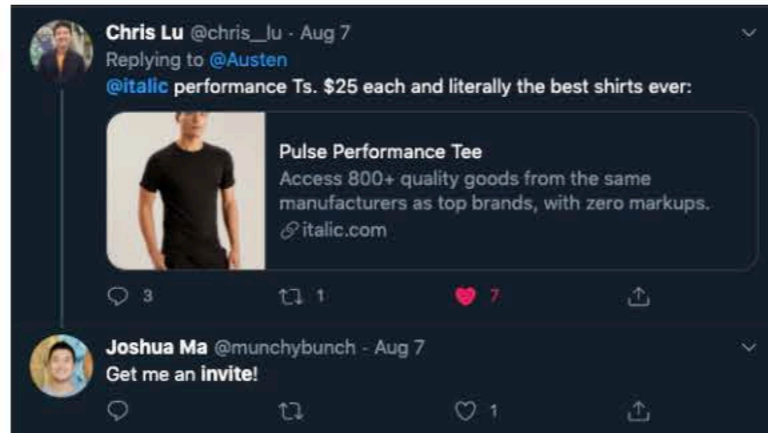 Chris Lu @chris__lu · Aug 7
Replying to @Austen
@italic performance Ts. $25 each and literally the best shirts ever:
Pulse Performance Tee
Access 800+ quality goods from the same
manufacturers as top brands, with zero markups.
italic.com
3 1 7
Joshua Ma @munchybunch · Aug 7
Get me an invite!
1